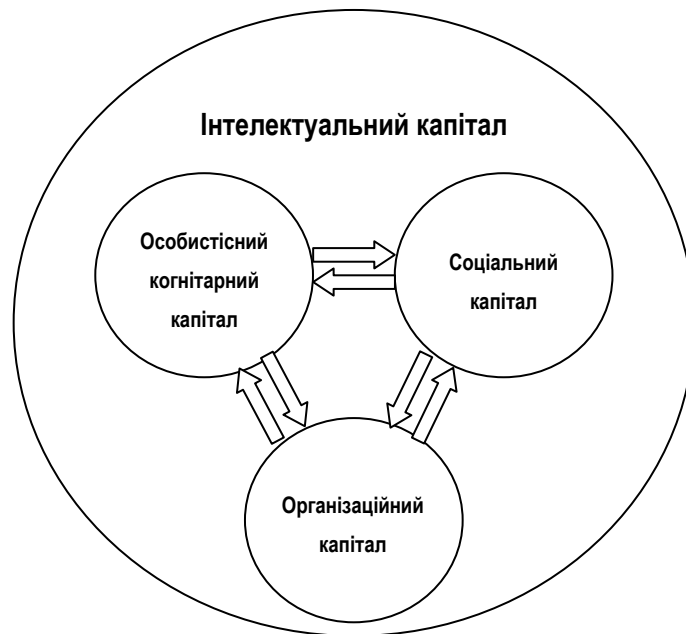 Інтелектуальний капітал
Особистісний
когнітарний
капітал
Соціальний
капітал
Організаційний
капітал